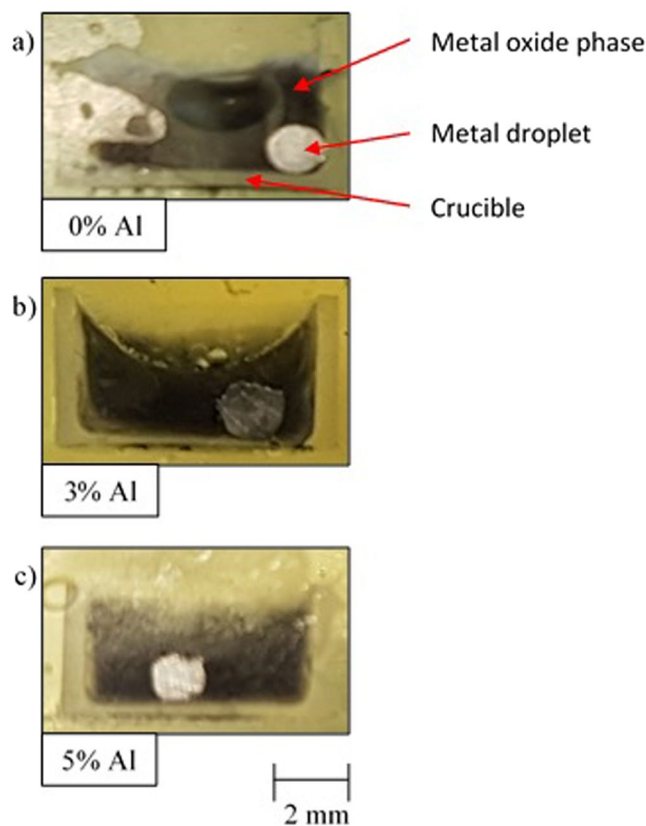 a)
Metal oxide phase
Metal droplet
Crucible
0% Al
b)
3% Al
c)
5% Al
2 mm